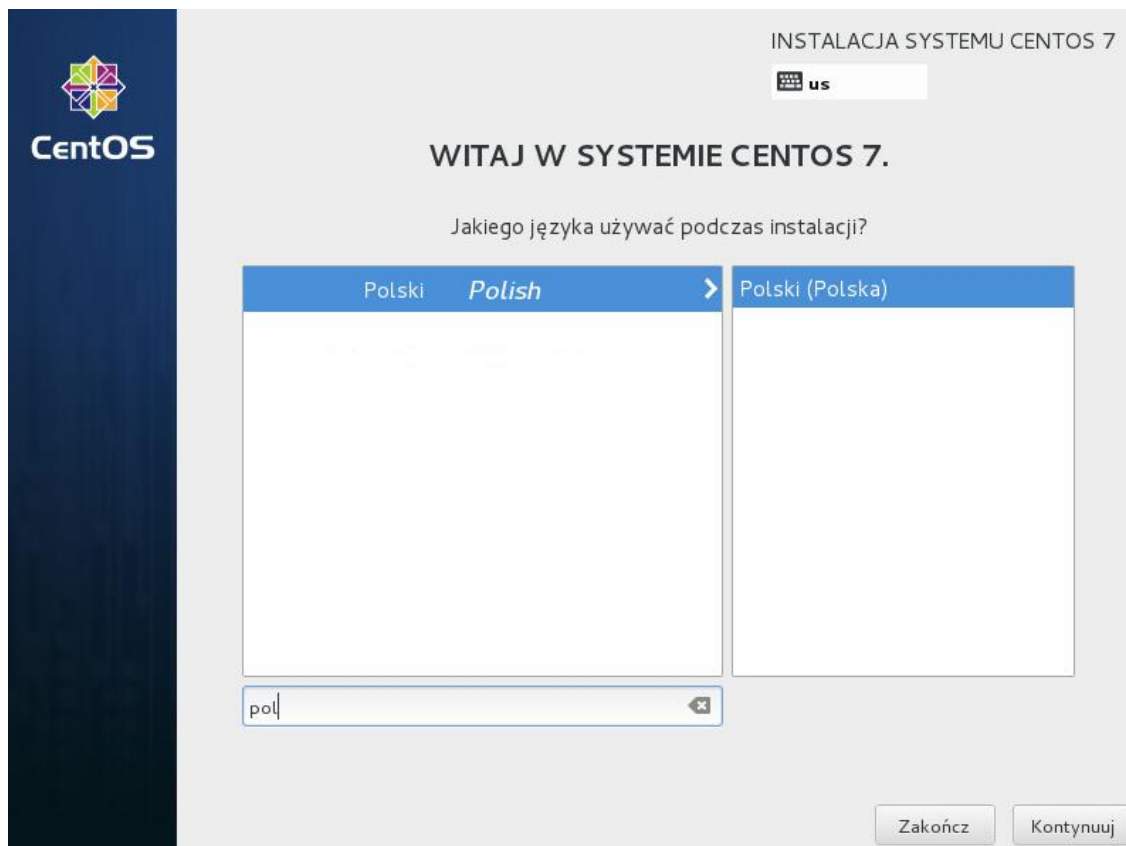 INSTALACJA SYSTEMU CENTOS 7
us
CentOS
WITAJ W SYSTEMIE CENTOS 7.
Jakiego języka używać podczas instalacji?
Polski Polish
Polski (Polska)
pol
Zakończ
Kontynuuj